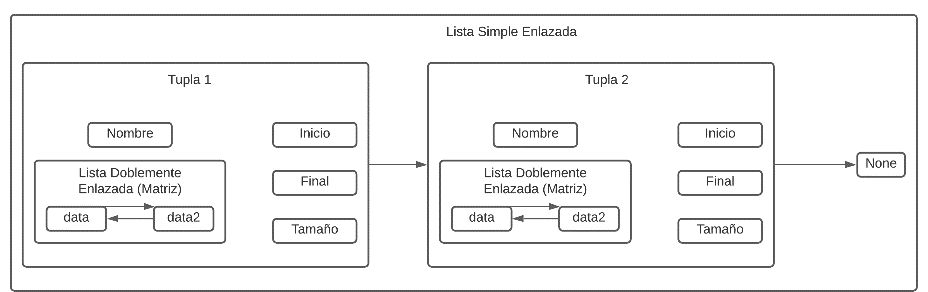 Lista Simple Enlazada
Tupla 1
Nombre
Inicio
Lista Doblemente
Enlazada (Matriz)
data
data2
Final
Tamaño
Tupla 2
Nombre
Inicio
Lista Doblemente
Enlazada (Matriz)
data
data2
Final
Tamaño
None